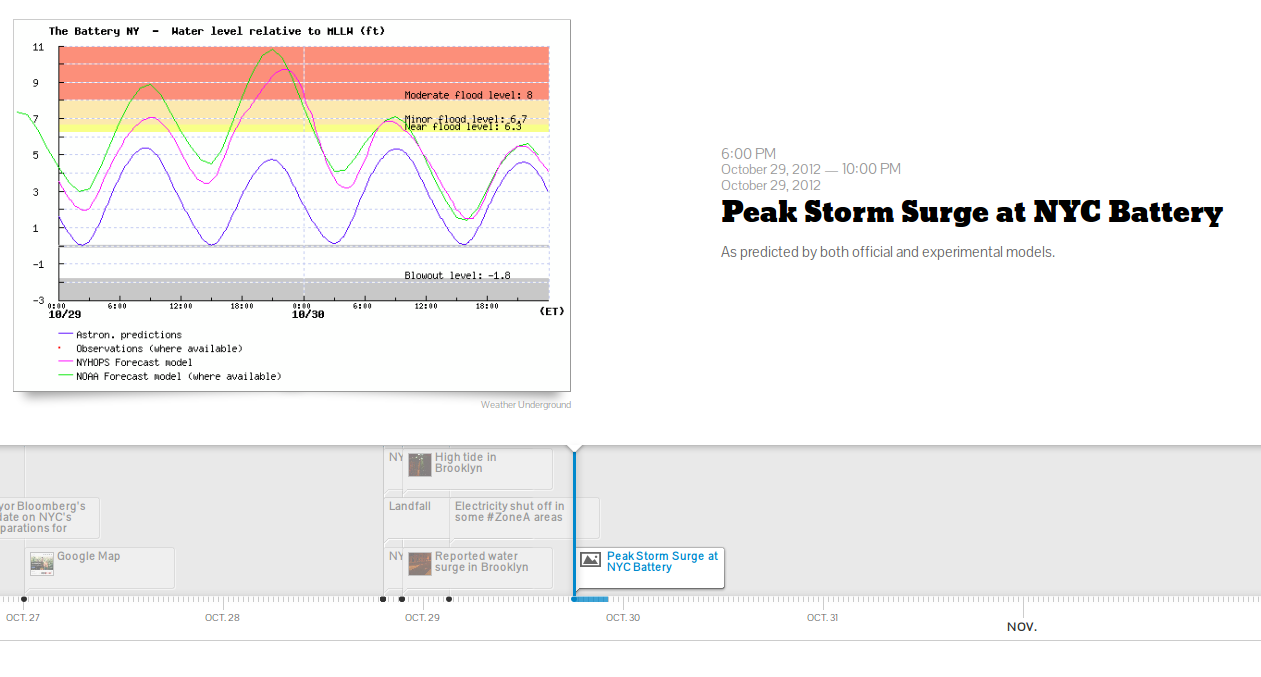 The Battery NY - Water level relative to MLLW (ft)
11
9
7
5
3
1
-1
-3
Moderate flood level: 8
Minor flood level: 6.7
Near flood level: 6.3
Blowout level: -1.8
0:00 6:00 12:00 18:00 0:00 6:00 12:00 18:00
10/29 10/30 (ET)
Astron. predictions
Observations (where available)
NYHOPS Forecast model
NOAA Forecast model (where available)
Weather Underground
6:00 PM
October 29, 2012 — 10:00 PM
October 29, 2012
Peak Storm Surge at NYC Battery
As predicted by both official and experimental models.
NY
High tide in
Brooklyn
yor Bloomberg's
date on NYC's
parations for
Landfall
Electricity shut off in
some #ZoneA areas
Google Map
NY
Reported water
surge in Brooklyn
Peak Storm Surge at
NYC Battery
OCT. 27 OCT. 28 OCT. 29 OCT. 30 OCT. 31
NOV.